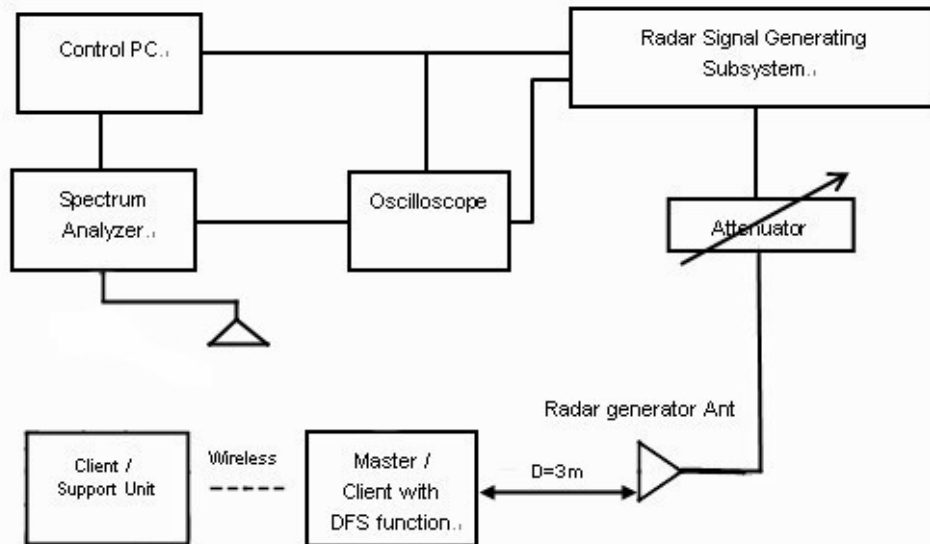 Control PC.
Radar Signal Generating
Subsystem.
Spectrum
Analyzer.
Oscilloscope
Attenuator
Radar generator Ant
Client /
Support Unit
Wireless
Master /
Client with
DFS function.
D=3m